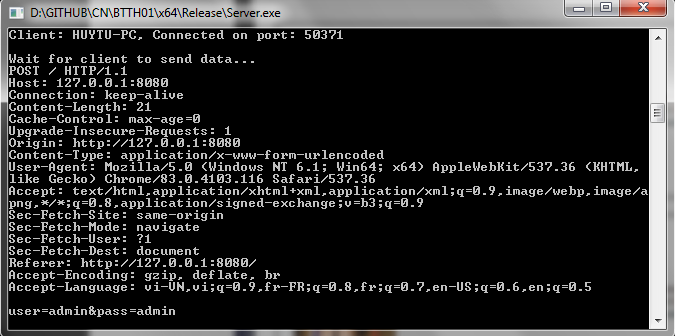 D:\GITHUB\CN\BTTH01\x64\Release\Server.exe
Client: HUYTU-PC, Connected on port: 50371
Wait for client to send data...
POST / HTTP/1.1
Host: 127.0.0.1:8080
Connection: keep-alive
Content-Length: 21
Cache-Control: max-age=0
Upgrade-Insecure-Requests: 1
Origin: http://127.0.0.1:8080
Content-Type: application/x-www-form-urlencoded
User-Agent: Mozilla/5.0 (Windows NT 6.1; Win64; x64) AppleWebKit/537.36 (KHTML,
like Gecko) Chrome/83.0.4103.116 Safari/537.36
Accept: text/html,application/xhtml+xml,application/xml;q=0.9,image/webp,image/a
png,*/*;q=0.8,application/signed-exchange;v=b3;q=0.9
Sec-Fetch-Site: same-origin
Sec-Fetch-Mode: navigate
Sec-Fetch-User: ?1
Sec-Fetch-Dest: document
Referer: http://127.0.0.1:8080/
Accept-Encoding: gzip, deflate, br
Accept-Language: vi-VN,vi;q=0.9,fr-FR;q=0.8,fr;q=0.7,en-US;q=0.6,en;q=0.5
user=admin&pass=admin